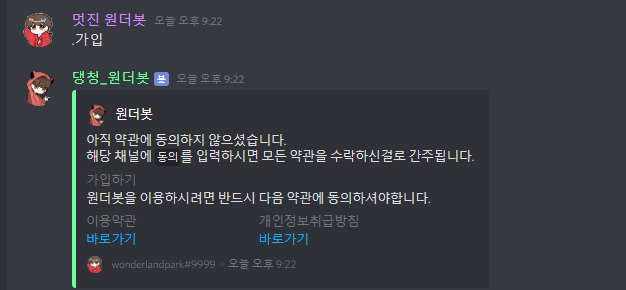 멋진 원더봇 오늘 오후 9:22
.가입
댕청_원더봇 봇 오늘 오후 9:22
원더봇
아직 약관에 동의하지 않으셨습니다.
해당 채널에 동의를 입력하시면 모든 약관을 수락하신걸로 간주됩니다.
가입하기
원더봇을 이용하시려면 반드시 다음 약관에 동의하셔야합니다.
이용약관 개인정보취급방침
바로가기 바로가기
wonderlandpark#9999 • 오늘 오후 9:22